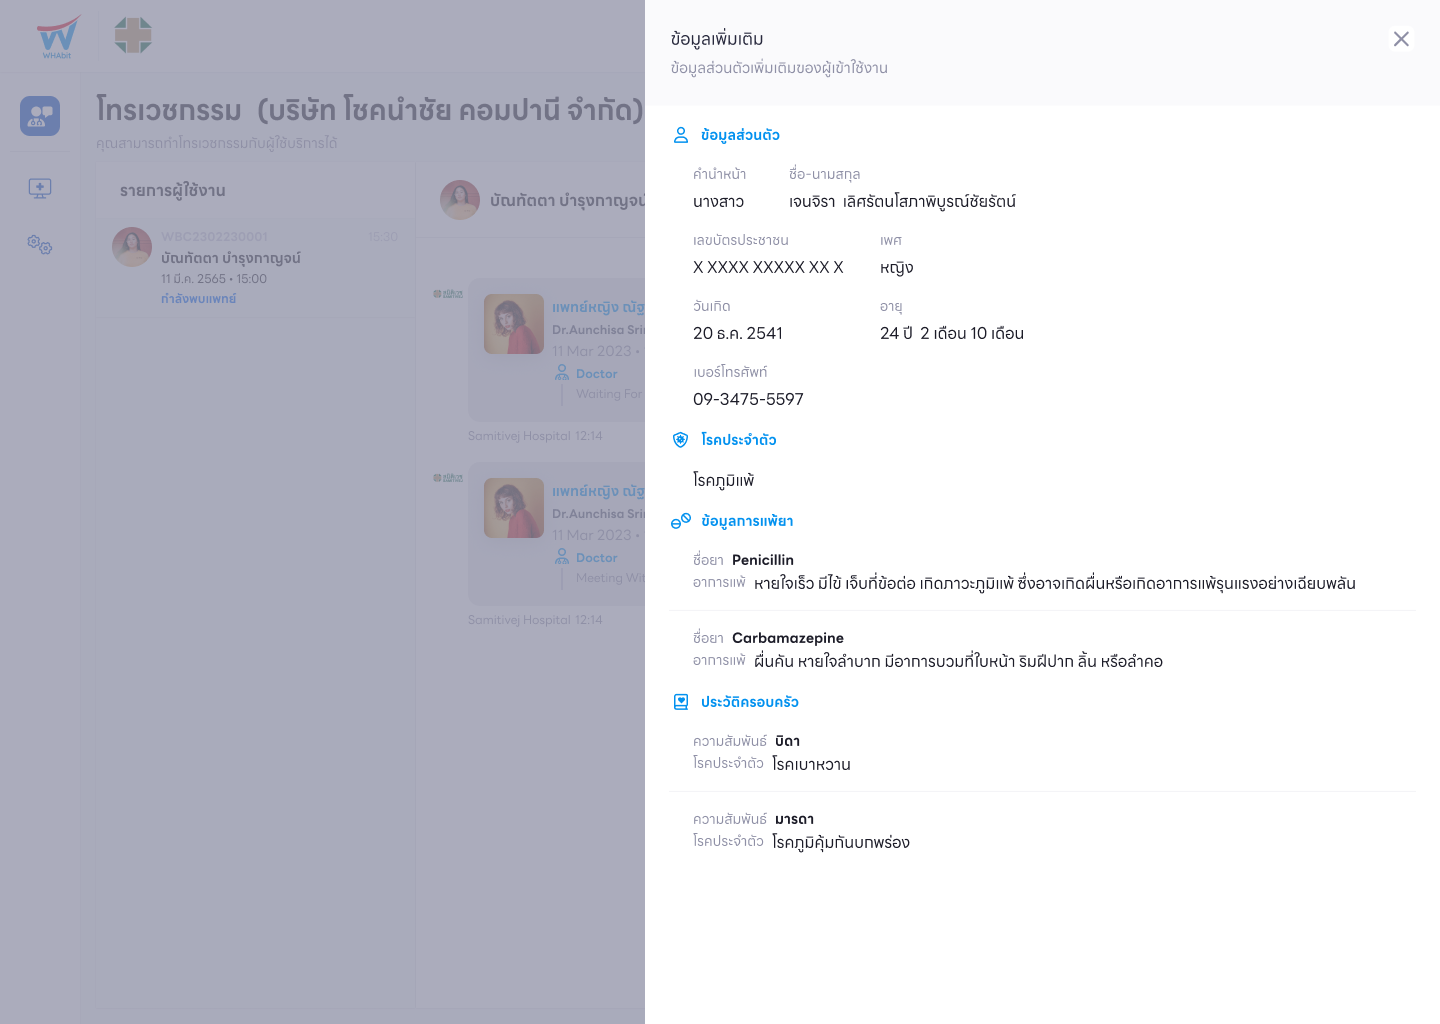 WHAbit
โทรเวชกรรม (บริษัท โชคนำชัย คอมปานี จำกัด)
คุณสามารถทำโทรเวชกรรมกับผู้ใช้บริการได้
รายการผู้ใช้งาน
WBC2302230001 15:30
บัณฑิตตา บำรุงกาญจน์
11 มี.ค. 2565 • 15:00
กำลังพบแพทย์
บัณฑิตตา บำรุงกาญจน์
แพทย์หญิง ณัฐ
Dr.Aunchisa Srin
11 Mar 2023 •
Doctor
Waiting For
Samitivej Hospital 12:14
แพทย์หญิง ณัฐ
Dr.Aunchisa Srin
11 Mar 2023 •
Doctor
Meeting Wit
Samitivej Hospital 12:14
ข้อมูลเพิ่มเติม
ข้อมูลส่วนตัวเพิ่มเติมของผู้เข้าใช้งาน
ข้อมูลส่วนตัว
คำนำหน้า ชื่อ-นามสกุล
นางสาว เจนจิรา เลิศรัตนโสภาพิบูรณ์ชัยรัตน์
เลขบัตรประชาชน เพศ
X XXXX XXXXX XX X หญิง
วันเกิด อายุ
20 ธ.ค. 2541 24 ปี 2 เดือน 10 เดือน
เบอร์โทรศัพท์
09-3475-5597
โรคประจำตัว
โรคภูมิแพ้
ข้อมูลการแพ้ยา
ชื่อยา Penicillin
อาการแพ้ หายใจเร็ว มีไข้ เจ็บที่ข้อต่อ เกิดภาวะภูมิแพ้ ซึ่งอาจเกิดผื่นหรือเกิดอาการแพ้รุนแรงอย่างเฉียบพลัน
ชื่อยา Carbamazepine
อาการแพ้ ผื่นคัน หายใจลำบาก มีอาการบวมที่ใบหน้า ริมฝีปาก ลิ้น หรือลำคอ
ประวัติครอบครัว
ความสัมพันธ์ บิดา
โรคประจำตัว โรคเบาหวาน
ความสัมพันธ์ มารดา
โรคประจำตัว โรคภูมิคุ้มกันบกพร่อง